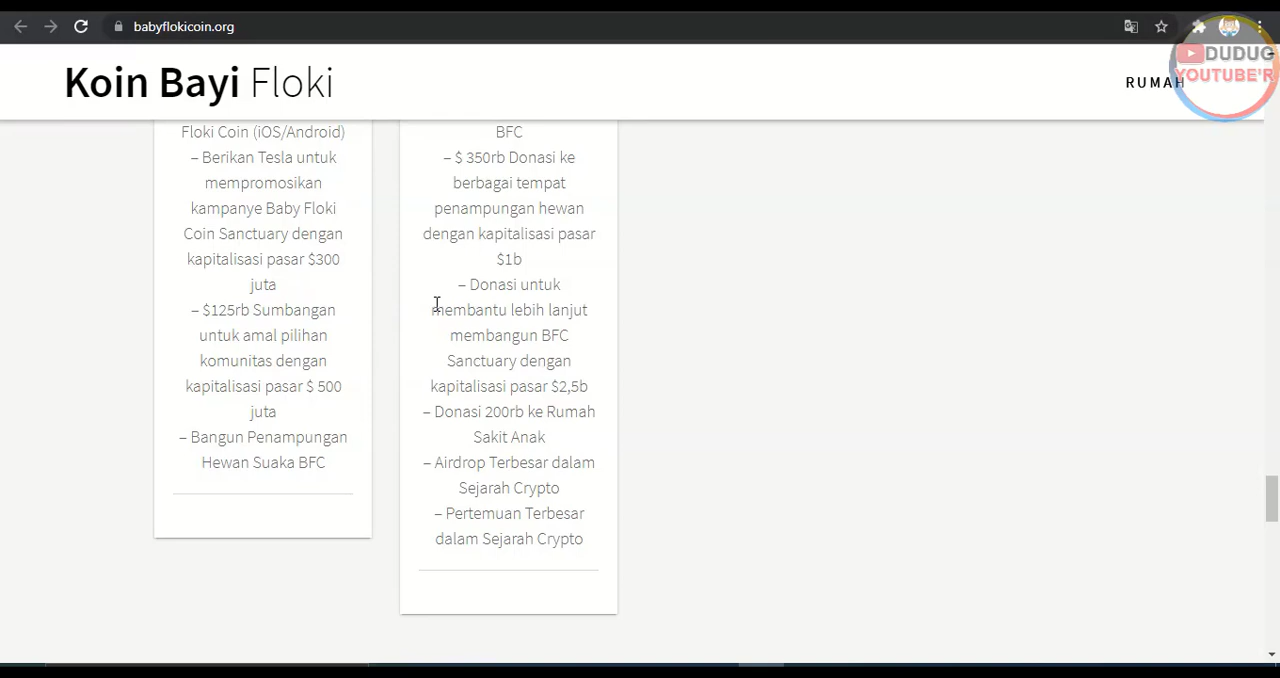 babyflokicoin.org
DUDUG
YOUTUBE'R
Koin Bayi Floki
RUMAH
Floki Coin (iOS/Android)
– Berikan Tesla untuk
mempromosikan
kampanye Baby Floki
Coin Sanctuary dengan
kapitalisasi pasar $300
juta
– $125rb Sumbangan
untuk amal pilihan
komunitas dengan
kapitalisasi pasar $ 500
juta
– Bangun Penampungan
Hewan Suaka BFC
BFC
– $ 350rb Donasi ke
berbagai tempat
penampungan hewan
dengan kapitalisasi pasar
$1b
– Donasi untuk
membantu lebih lanjut
membangun BFC
Sanctuary dengan
kapitalisasi pasar $2,5b
– Donasi 200rb ke Rumah
Sakit Anak
– Airdrop Terbesar dalam
Sejarah Crypto
– Pertemuan Terbesar
dalam Sejarah Crypto